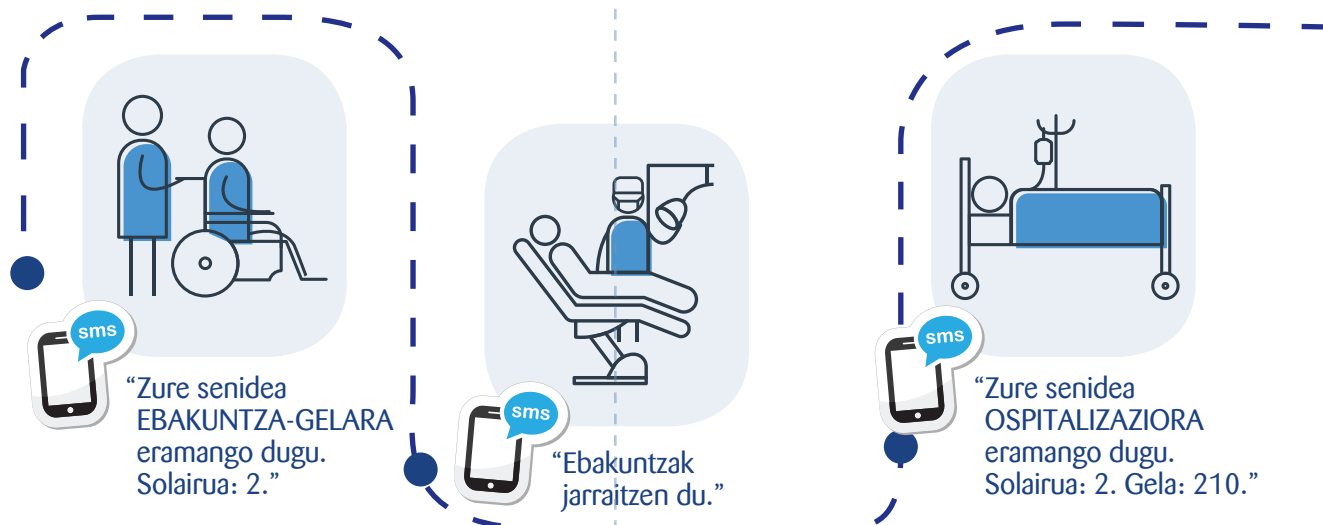 sms
“Zure senidea
EBAKUNTZA-GELARA
eramango dugu.
Solairua: 2.”
sms
“Ebakuntzak
jarraitzen du.”
sms
“Zure senidea
OSPITALIZAZIORA
eramango dugu.
Solairua: 2. Gela: 210.”